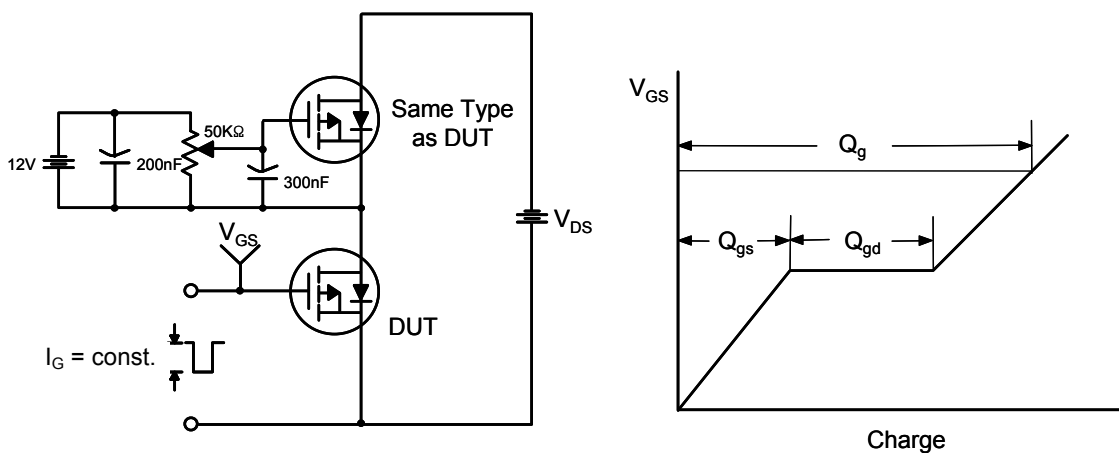 50KΩ
Same Type
as DUT
12V
200nF
300nF
V_GS
V_DS
DUT
I_G = const.
V_GS
Q_g
Q_gs
Q_gd
Charge